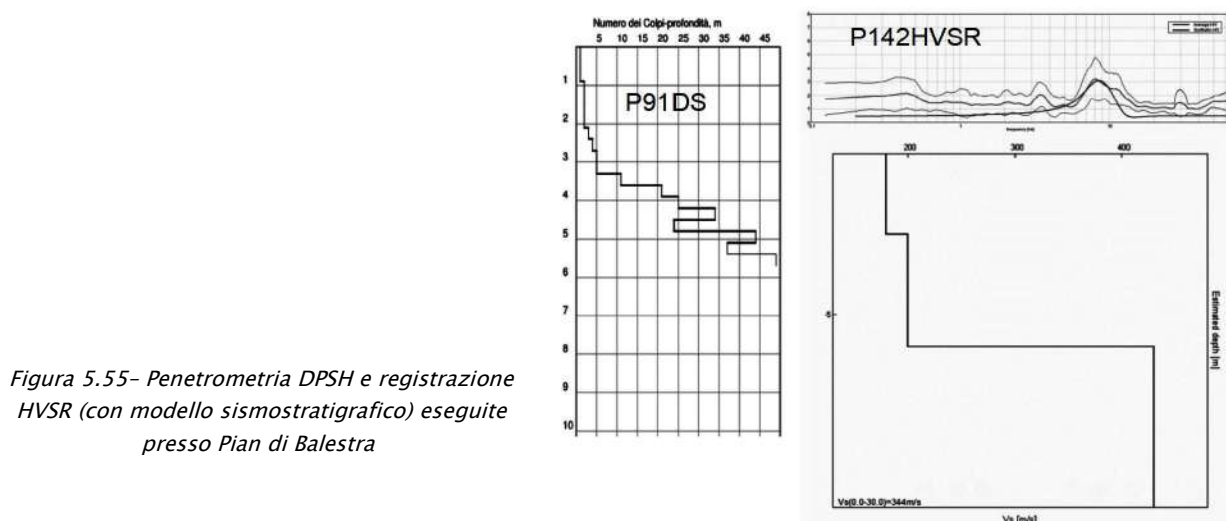 Numero dei Colpi-profondità, m
5 10 15 20 25 30 35 40 45
1
2
3
4
5
6
7
8
9
10
P91DS
P142HVSR
200 300 400
-5
Estimated depth [m]
Vs(0.0-30.0)=344m/s
Vs [m/s]
Figura 5.55– Penetrometria DPSH e registrazione
HVSR (con modello sismostratigrafico) eseguite
presso Pian di Balestra